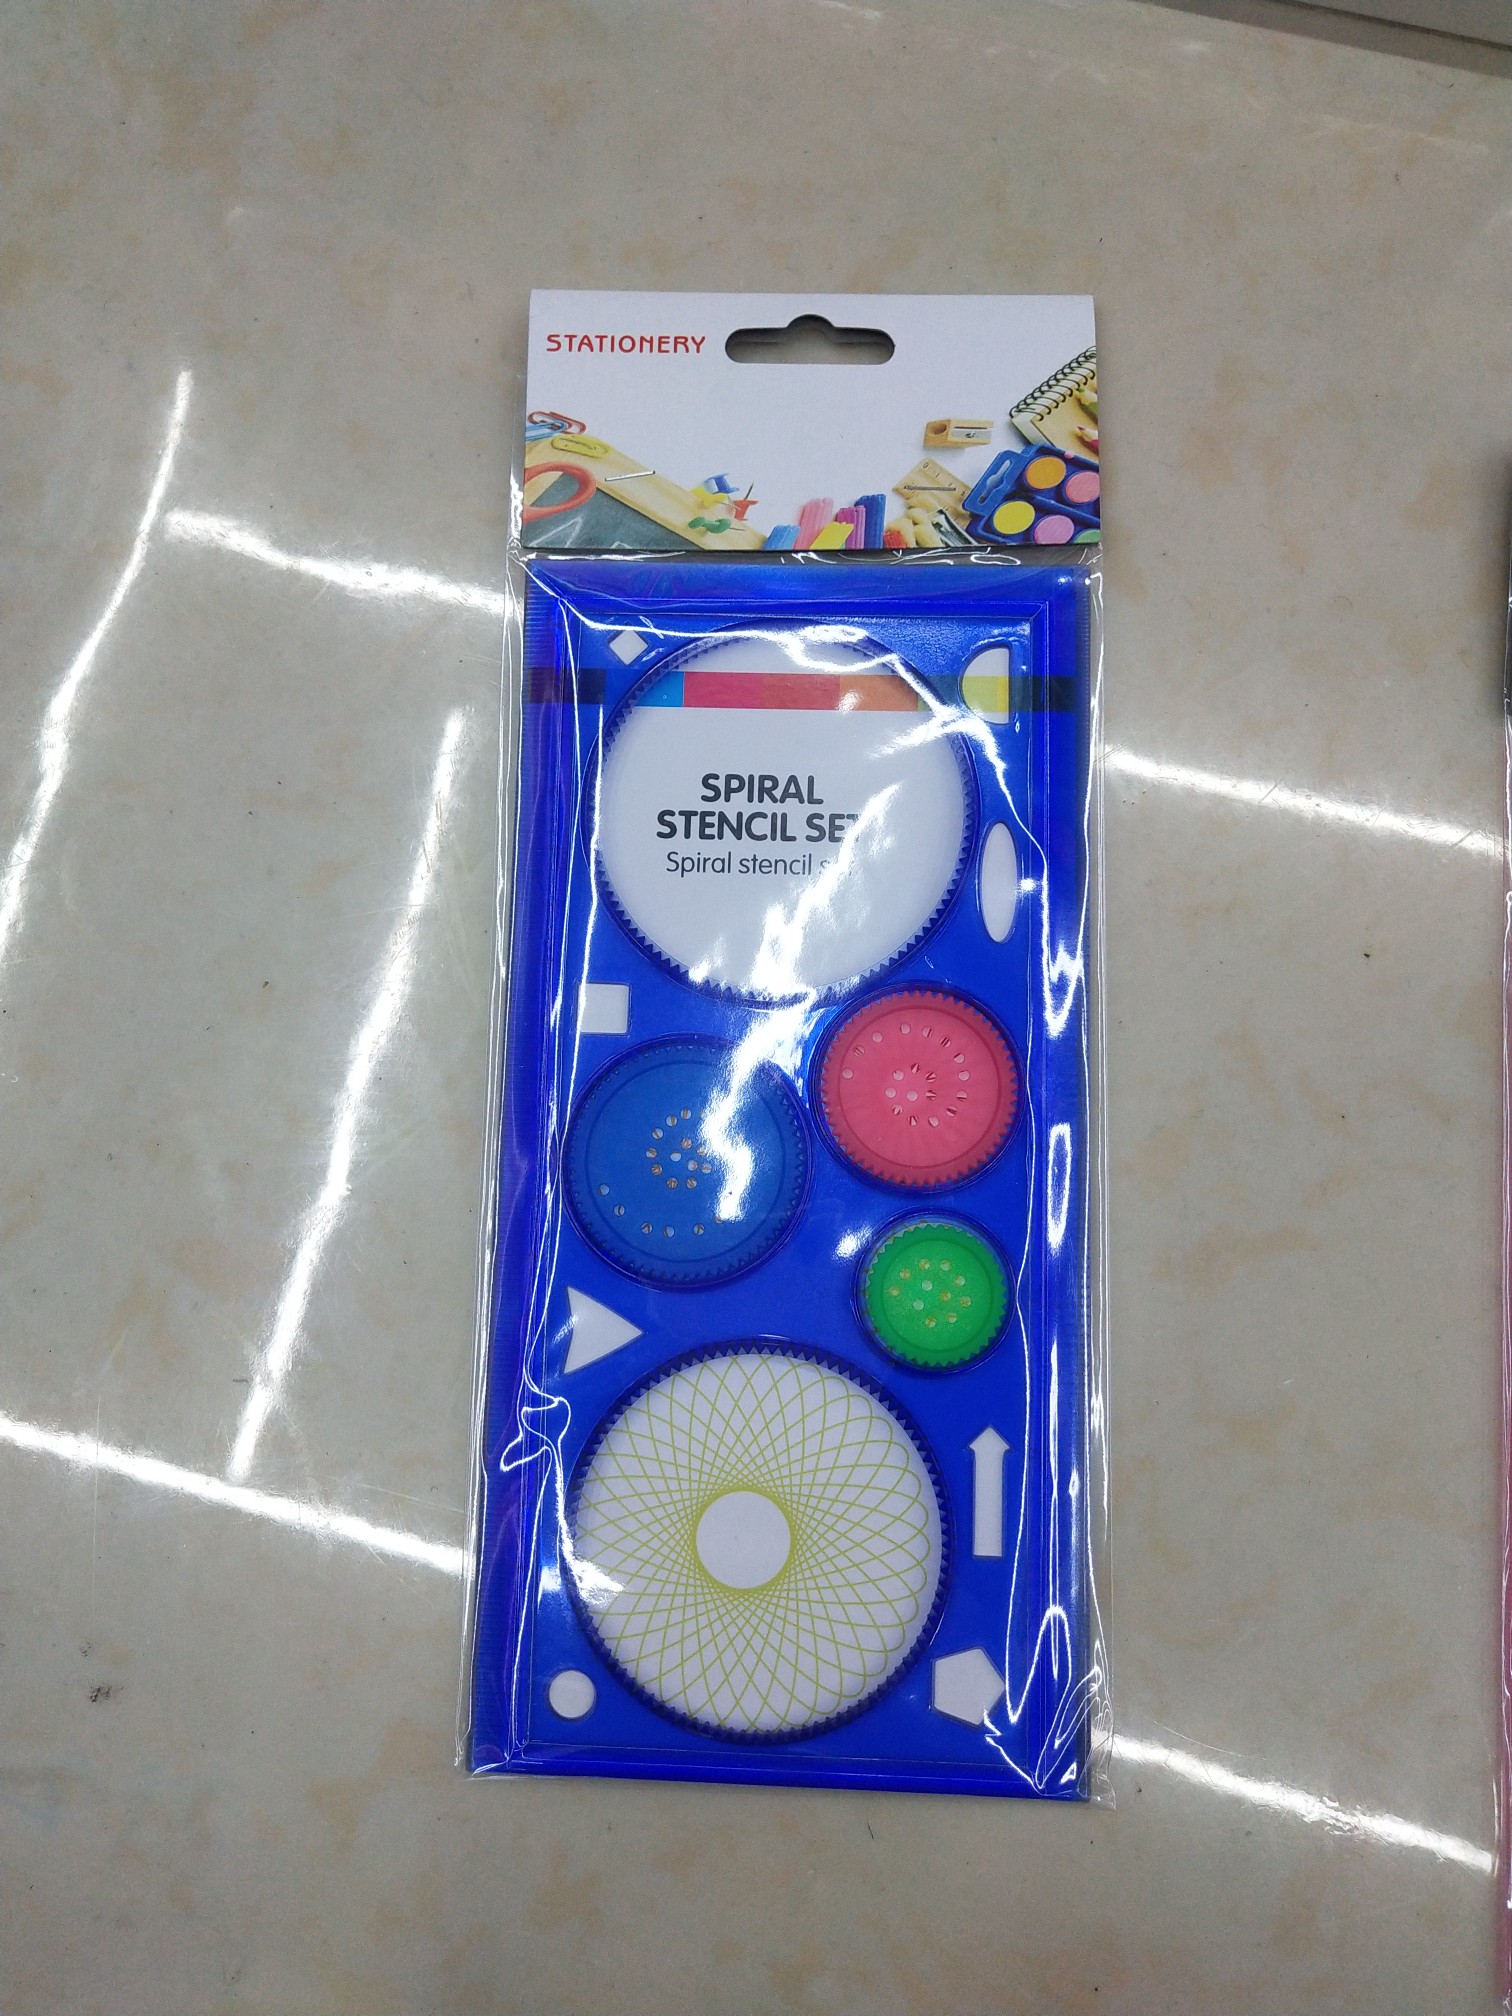 STATIONERY
SPIRAL
STENCIL SET
Spiral stencil